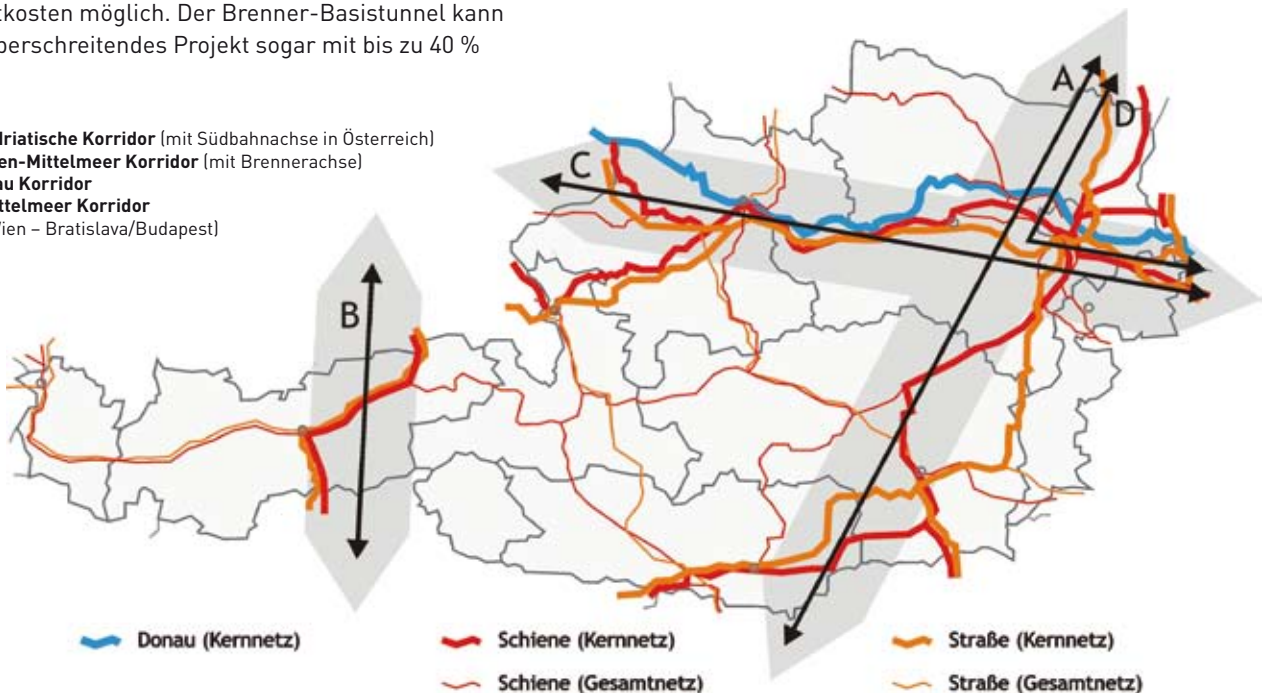 tkosten möglich. Der Brenner-Basistunnel kann
berschreitendes Projekt sogar mit bis zu 40 %
driatische Korridor (mit Südbahnachse in Österreich)
en-Mittelmeer Korridor (mit Brennerachse)
au Korridor
ittelmeer Korridor
ien – Bratislava/Budapest)
A
D
C
B
Donau (Kernnetz)
Schiene (Kernnetz)
Straße (Kernnetz)
Schiene (Gesamtnetz)
Straße (Gesamtnetz)